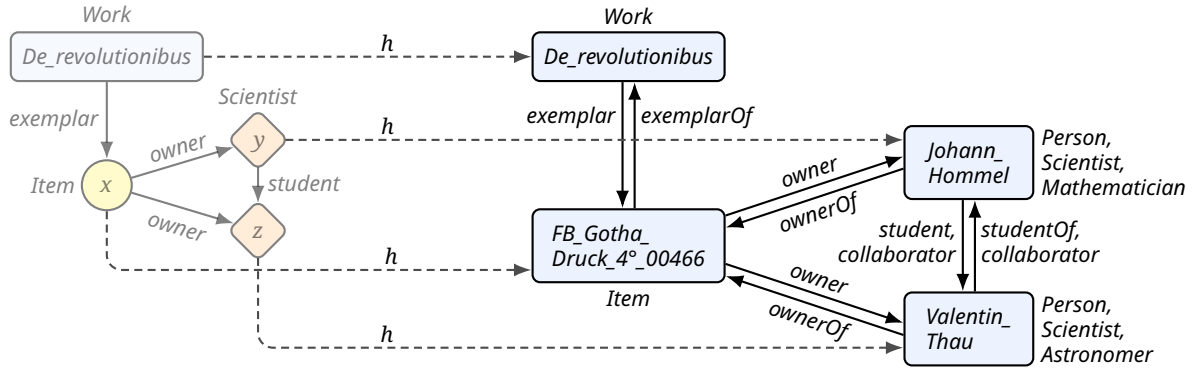 Work
De_revolutionibus
exemplar
Item
x
owner
owner
Scientist
y
student
z
h
h
h
h
Work
De_revolutionibus
exemplar
exemplarOf
FB_Gotha_
Druck_4°_00466
Item
owner
ownerOf
owner
ownerOf
Johann_
Hommel
Person,
Scientist,
Mathematician
student,
collaborator
studentOf,
collaborator
Valentin_
Thau
Person,
Scientist,
Astronomer